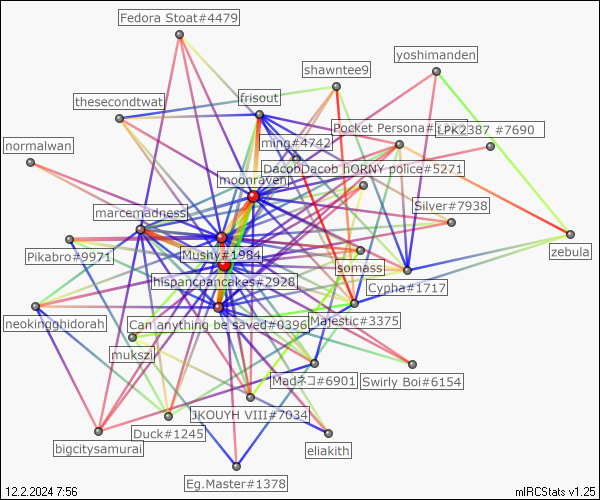 Fedora Stoat#4479
yoshimanden
shawntee9
frisout
thesecondtwat
Pocket Persona#
LPK2387 #7690
ming#4742
normalwan
DacobDacob hORNY police#5271
moonraven
Silver#7938
marcemadness
zebula
Pikabro#9971
Mushy#1984
somass
hispancpancakes#2928
Cypha#1717
neokingghidorah
Can anything be saved#0396
Majestic#3375
mukszii
Madネコ#6901
Swirly Boi#6154
JKOUYH VIII#7034
Duck#1245
bigcitysamurai
eliakith
Eg.Master#1378
12.2.2024 7:56
mIRCStats v1.25